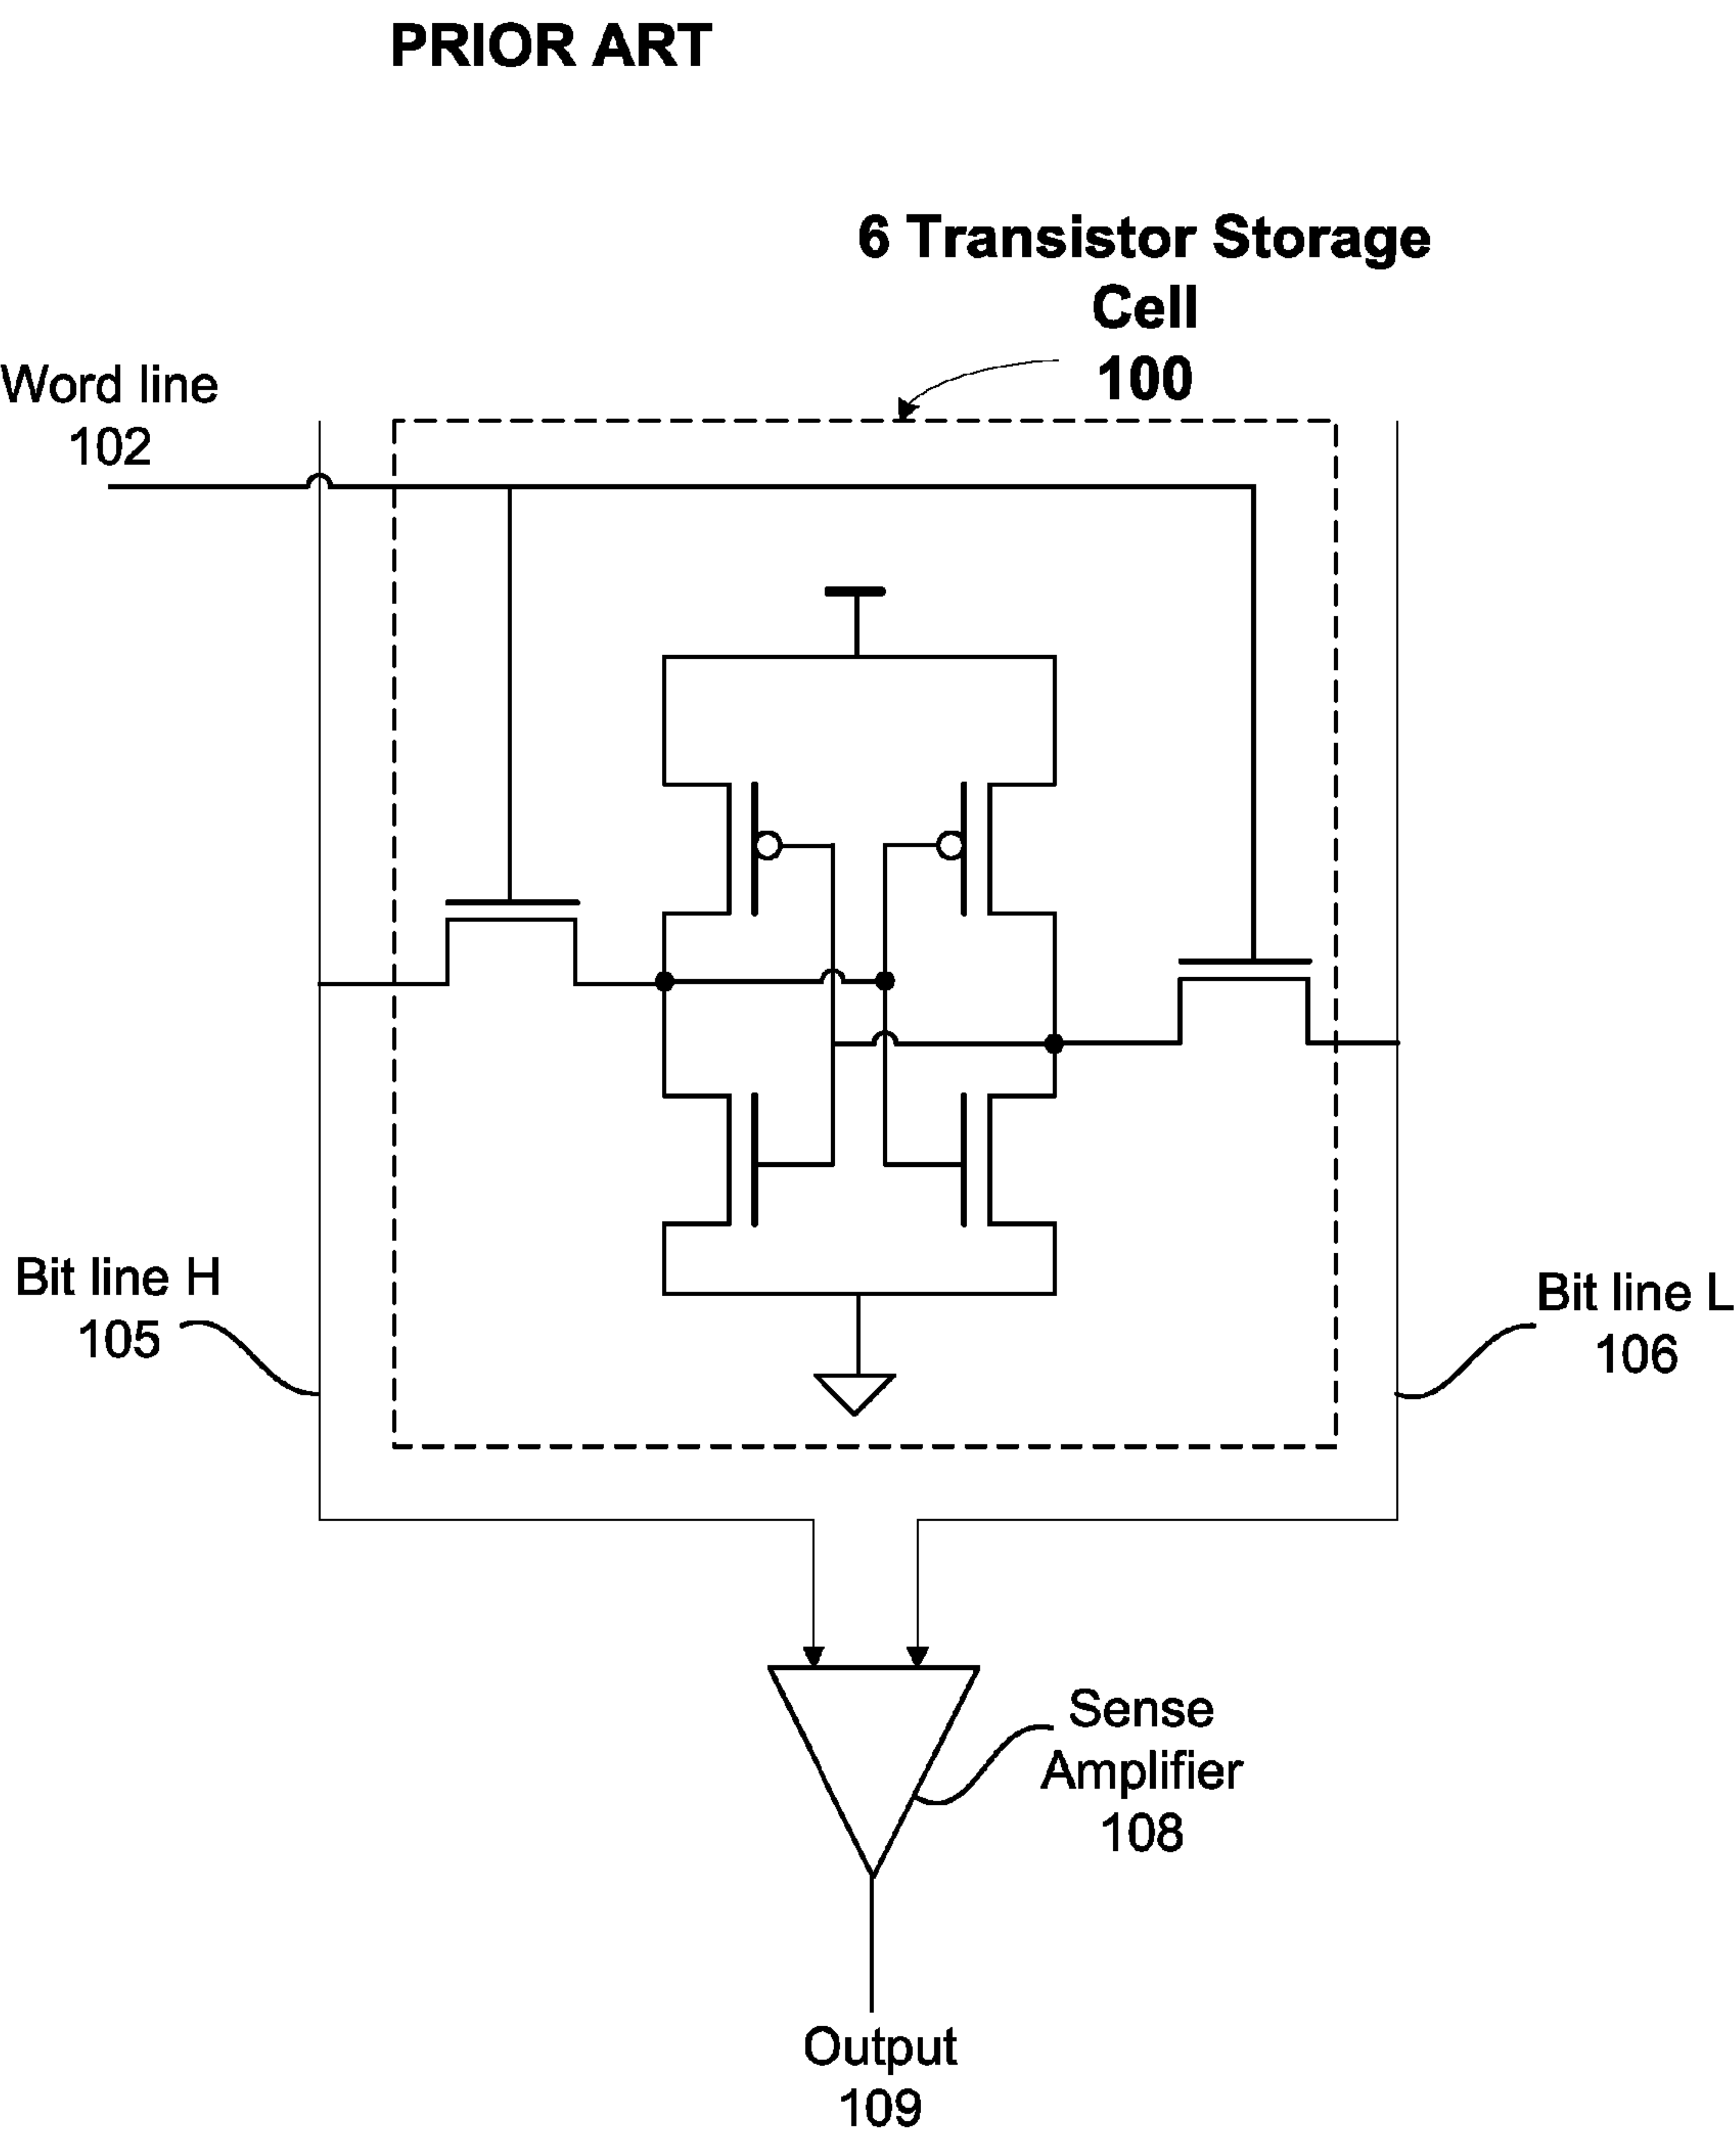 PRIOR ART
6 Transistor Storage
Cell
100
Word line
102
Bit line H
105
Bit line L
106
Sense
Amplifier
108
Output
109